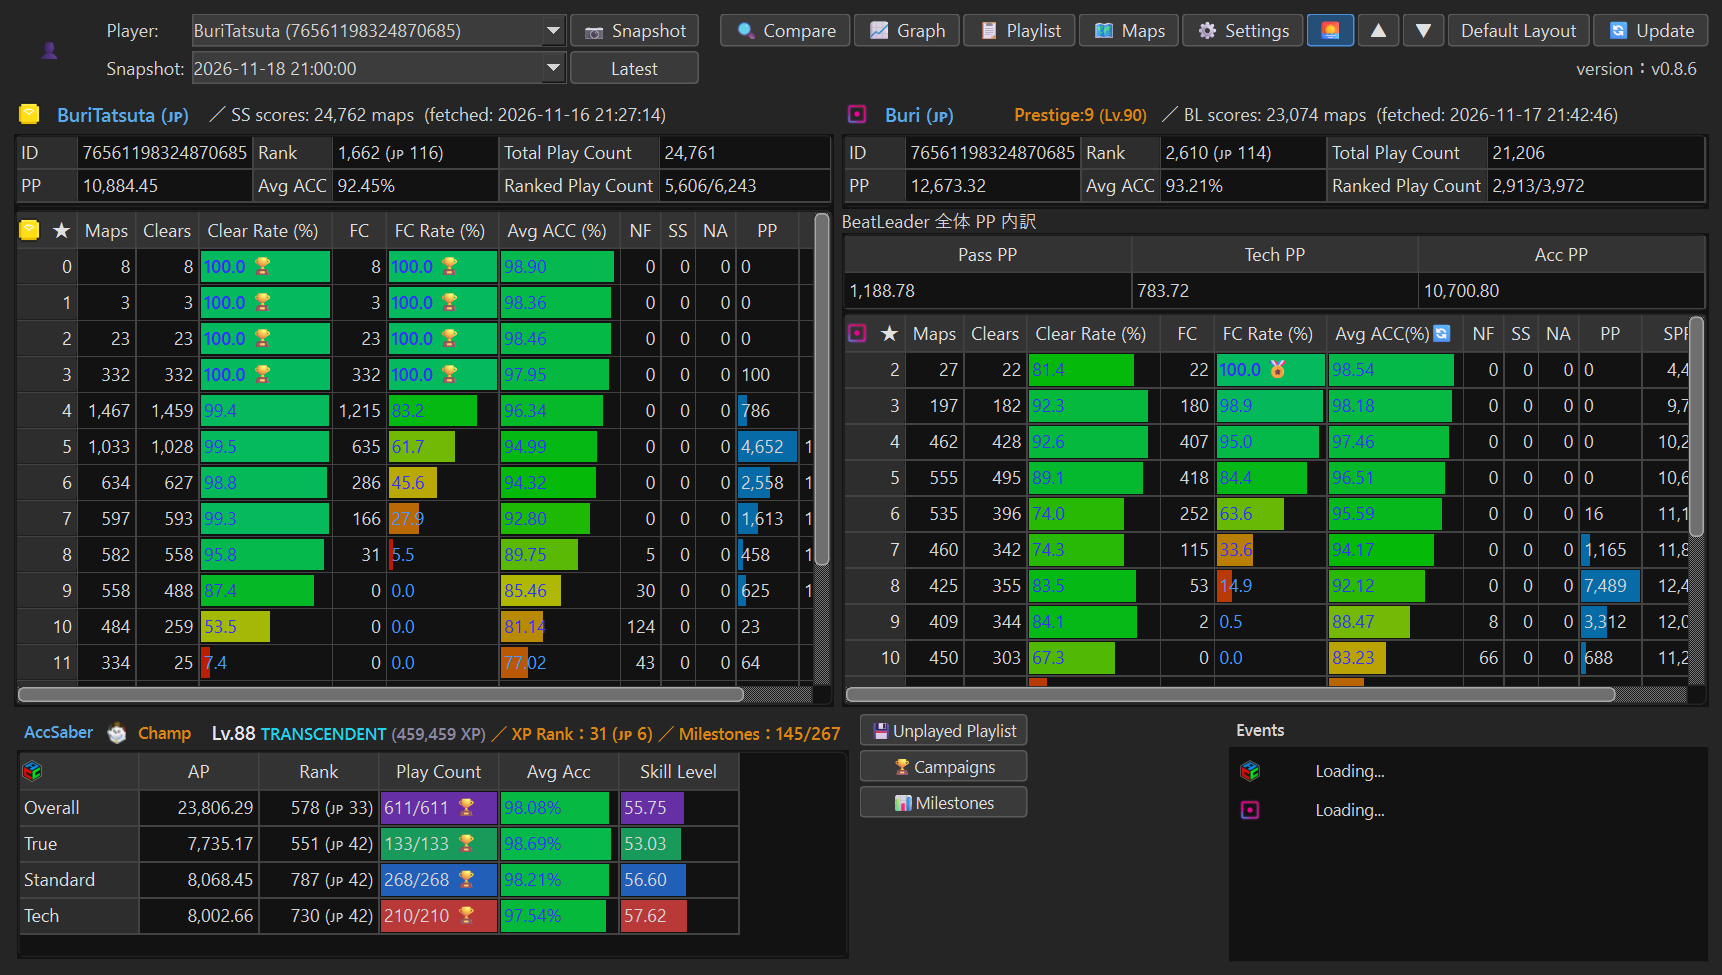 Player: BuriTatsuta (76561198324870685) Snapshot Compare Graph Playlist Maps Settings Default Layout Update
Snapshot: 2026-11-18 21:00:00 Latest version : v0.8.6
BuriTatsuta (JP) ／ SS scores: 24,762 maps (fetched: 2026-11-16 21:27:14)
ID 76561198324870685 Rank 1,662 (JP 116) Total Play Count 24,761
PP 10,884.45 Avg ACC 92.45% Ranked Play Count 5,606/6,243
★ Maps Clears Clear Rate (%) FC FC Rate (%) Avg ACC (%) NF SS NA PP
0 8 8 100.0 8 100.0 98.90 0 0 0 0
1 3 3 100.0 3 100.0 98.36 0 0 0 0
2 23 23 100.0 23 100.0 98.46 0 0 0 0
3 332 332 100.0 332 100.0 97.95 0 0 0 100
4 1,467 1,459 99.4 1,215 83.2 96.34 0 0 0 786
5 1,033 1,028 99.5 635 61.7 94.99 0 0 0 4,652 1
6 634 627 98.8 286 45.6 94.32 0 0 0 2,558 1
7 597 593 99.3 166 27.9 92.80 0 0 0 1,613 1
8 582 558 95.8 31 5.5 89.75 5 0 0 458 1
9 558 488 87.4 0 0.0 85.46 30 0 0 625 1
10 484 259 53.5 0 0.0 81.14 124 0 0 23
11 334 25 7.4 0 0.0 77.02 43 0 0 64
Buri (JP) Prestige:9 (Lv.90) ／ BL scores: 23,074 maps (fetched: 2026-11-17 21:42:46)
ID 76561198324870685 Rank 2,610 (JP 114) Total Play Count 21,206
PP 12,673.32 Avg ACC 93.21% Ranked Play Count 2,913/3,972
BeatLeader 全体 PP 内訳
Pass PP Tech PP Acc PP
1,188.78 783.72 10,700.80
★ Maps Clears Clear Rate (%) FC FC Rate (%) Avg ACC(%) NF SS NA PP SPF
2 27 22 81.4 22 100.0 98.54 0 0 0 0 4,4
3 197 182 92.3 180 98.9 98.18 0 0 0 0 9,7
4 462 428 92.6 407 95.0 97.46 0 0 0 0 10,2
5 555 495 89.1 418 84.4 96.51 0 0 0 0 10,6
6 535 396 74.0 252 63.6 95.59 0 0 0 16 11,1
7 460 342 74.3 115 33.6 94.17 0 0 0 1,165 11,8
8 425 355 83.5 53 14.9 92.12 0 0 0 7,489 12,4
9 409 344 84.1 2 0.5 88.47 8 0 0 3,312 12,0
10 450 303 67.3 0 0.0 83.23 66 0 0 688 11,2
AccSaber Champ Lv.88 TRANSCENDENT (459,459 XP) ／ XP Rank : 31 (JP 6) ／ Milestones : 145/267
AP Rank Play Count Avg Acc Skill Level
Overall 23,806.29 578 (JP 33) 611/611 98.08% 55.75
True 7,735.17 551 (JP 42) 133/133 98.69% 53.03
Standard 8,068.45 787 (JP 42) 268/268 98.21% 56.60
Tech 8,002.66 730 (JP 42) 210/210 97.54% 57.62
Unplayed Playlist
Campaigns
Milestones
Events
Loading...
Loading...